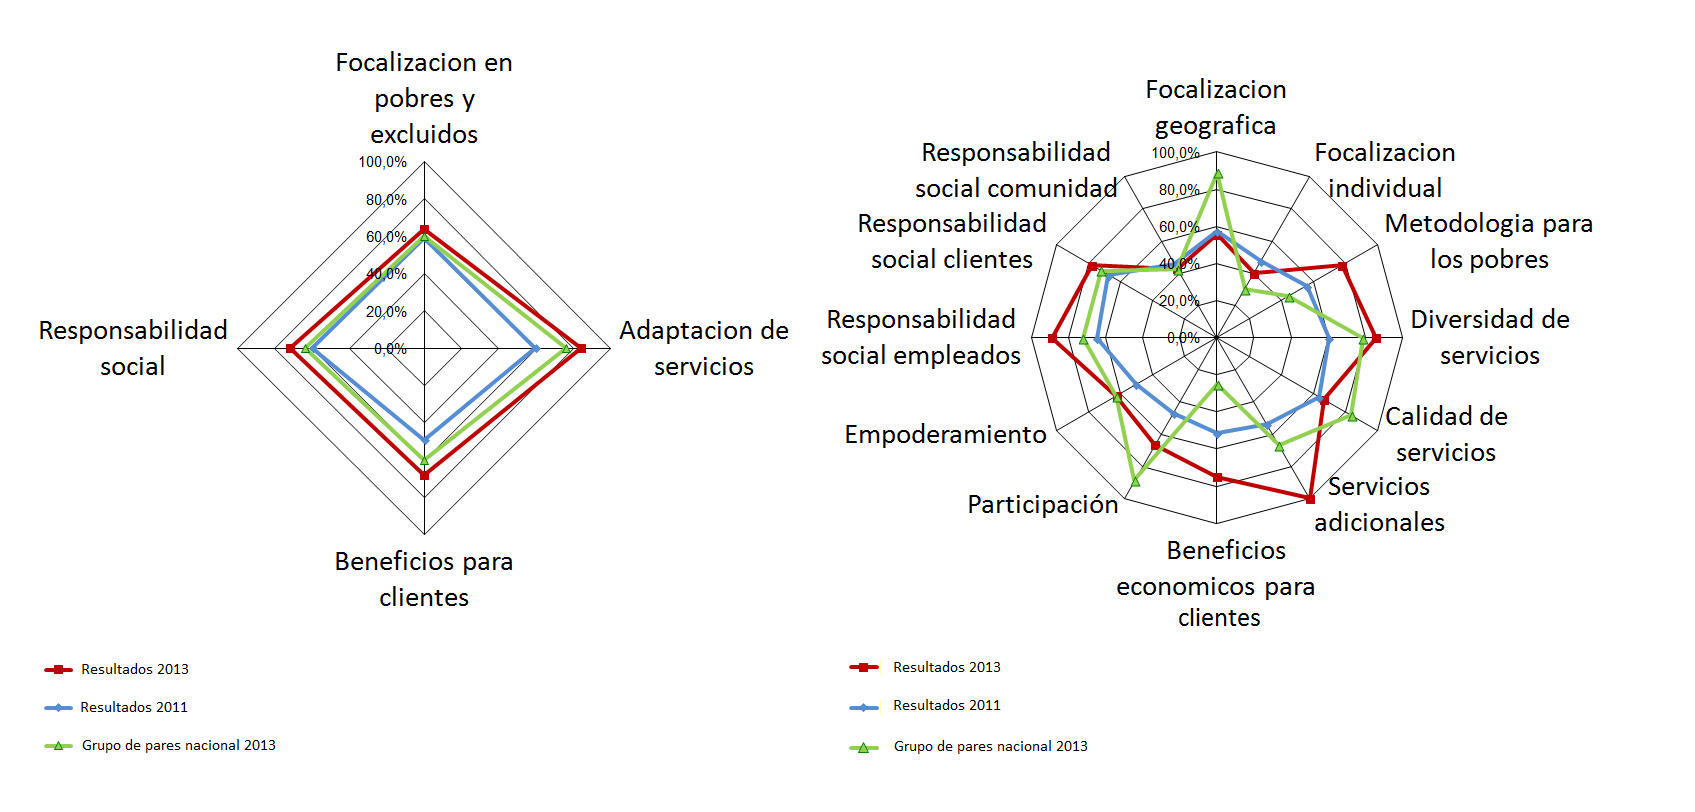 Focalizacion en
pobres y
excluidos
100,0%
80,0%
60,0%
40,0%
20,0%
0,0%
Responsabilidad
social
Adaptacion de
servicios
Beneficios para
clientes
Resultados 2013
Resultados 2011
Grupo de pares nacional 2013
Focalizacion
geografica
100,0%
80,0%
60,0%
40,0%
20,0%
0,0%
Focalizacion
individual
Metodologia para
los pobres
Diversidad de
servicios
Calidad de
servicios
Servicios
adicionales
Beneficios
economicos para
clientes
Participación
Empoderamiento
Responsabilidad
social empleados
Responsabilidad
social clientes
Responsabilidad
social comunidad
Resultados 2013
Resultados 2011
Grupo de pares nacional 2013